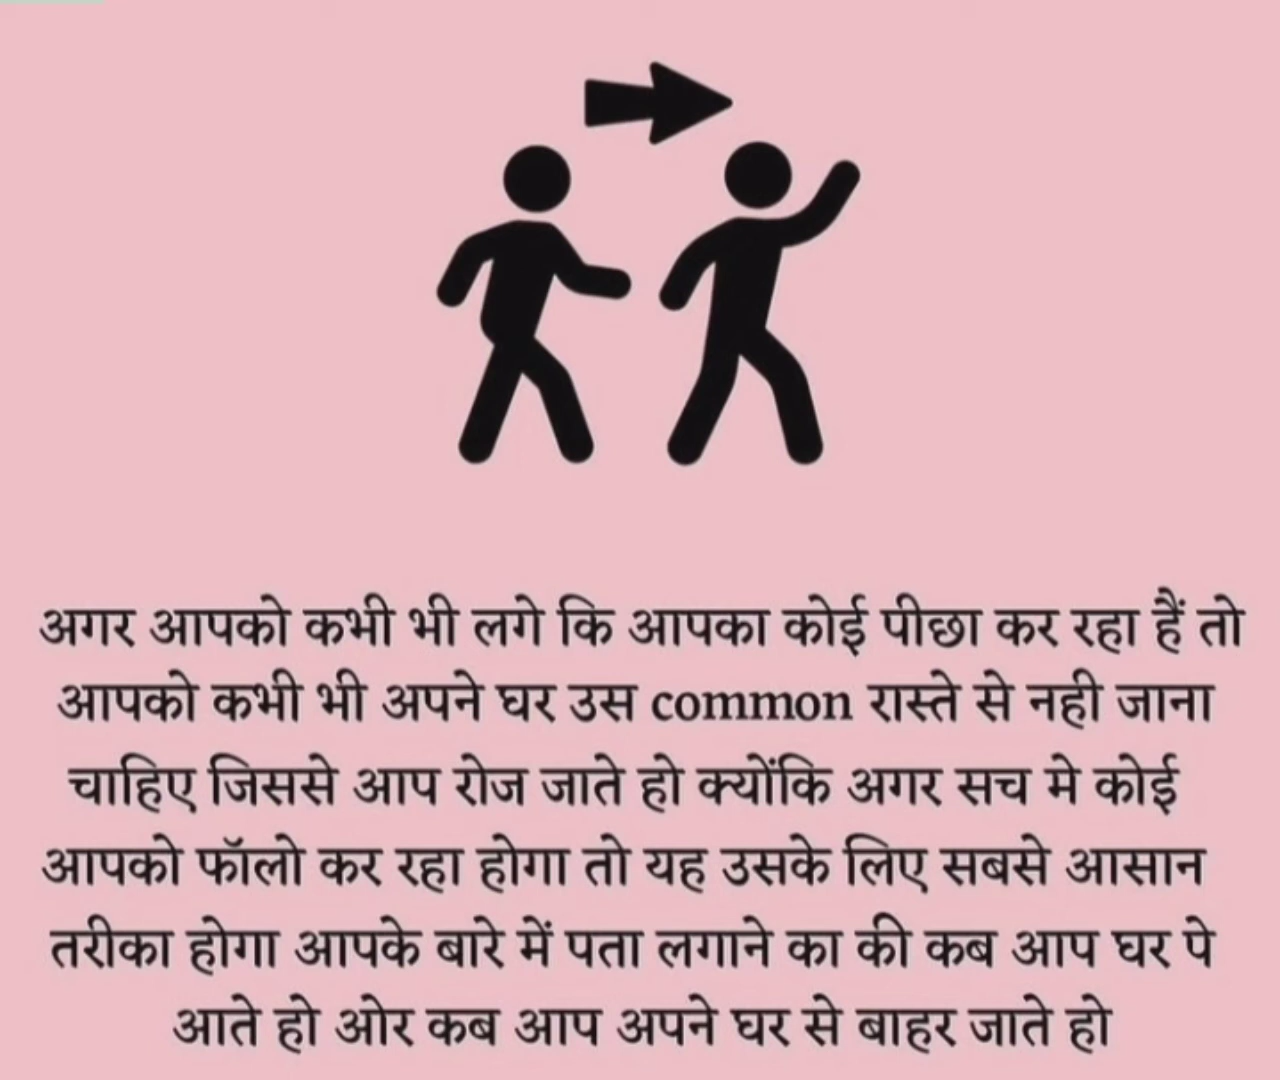 अगर आपको कभी भी लगे कि आपका कोई पीछा कर रहा हैं तो
आपको कभी भी अपने घर उस common रास्ते से नही जाना
चाहिए जिससे आप रोज जाते हो क्योंकि अगर सच मे कोई
आपको फॉलो कर रहा होगा तो यह उसके लिए सबसे आसान
तरीका होगा आपके बारे में पता लगाने का की कब आप घर पे
आते हो ओर कब आप अपने घर से बाहर जाते हो